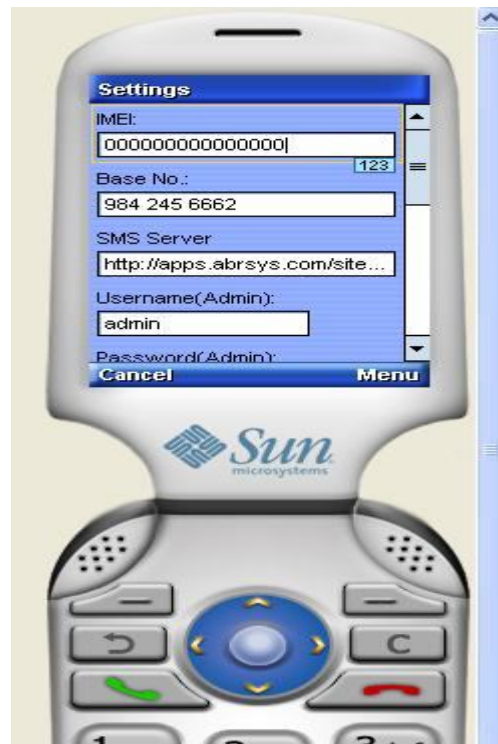 Settings
IMEI:
000000000000000
123
Base No.:
984 245 6662
SMS Server
http://apps.abrsys.com/site...
Username(Admin):
admin
Password(Admin):
Cancel Menu
Sun
microsystems
C